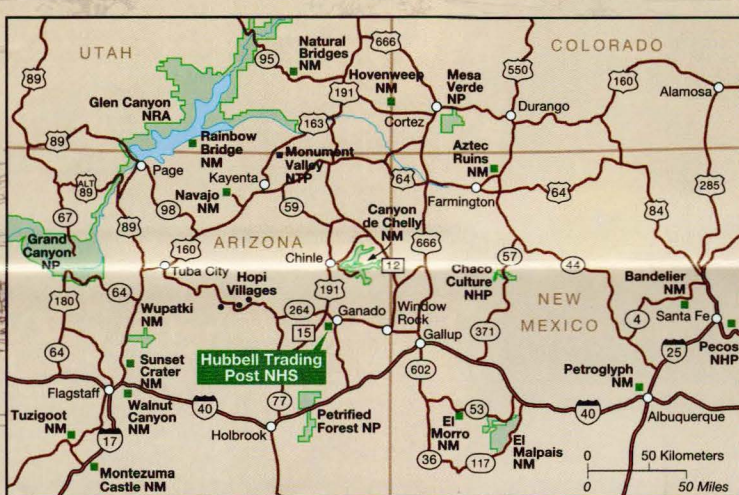 UTAH
COLORADO
ARIZONA
NEW
MEXICO
89
95
Natural
Bridges
NM
666
Hovenweep
NM
Mesa
Verde
NP
550
160
Alamosa
Glen Canyon
NRA
191
Cortez
Durango
89
163
Rainbow
Bridge
NM
Monument
Valley
NTP
Aztec
Ruins
NM
Page
Kayenta
64
285
ALT
89
Navajo
NM
Farmington
64
84
67
89
98
59
Canyon
de Chelly
NM
666
Grand
Canyon
NP
160
Tuba City
Chinle
12
57
44
Chaco
Culture
NHP
Bandelier
NM
180
64
Hopi
Villages
191
Wupatki
NM
264
Ganado
Window
Rock
4
Santa Fe
15
Gallup
371
Pecos
NHP
64
Sunset
Crater
NM
Hubbell Trading
Post NHS
602
25
Petroglyph
NM
Flagstaff
Walnut
Canyon
NM
40
77
Petrified
Forest NP
53
40
Albuquerque
Tuzigoot
NM
17
Holbrook
El
Morro
NM
El
Malpais
NM
36
117
Montezuma
Castle NM
0
50 Kilometers
0
50 Miles